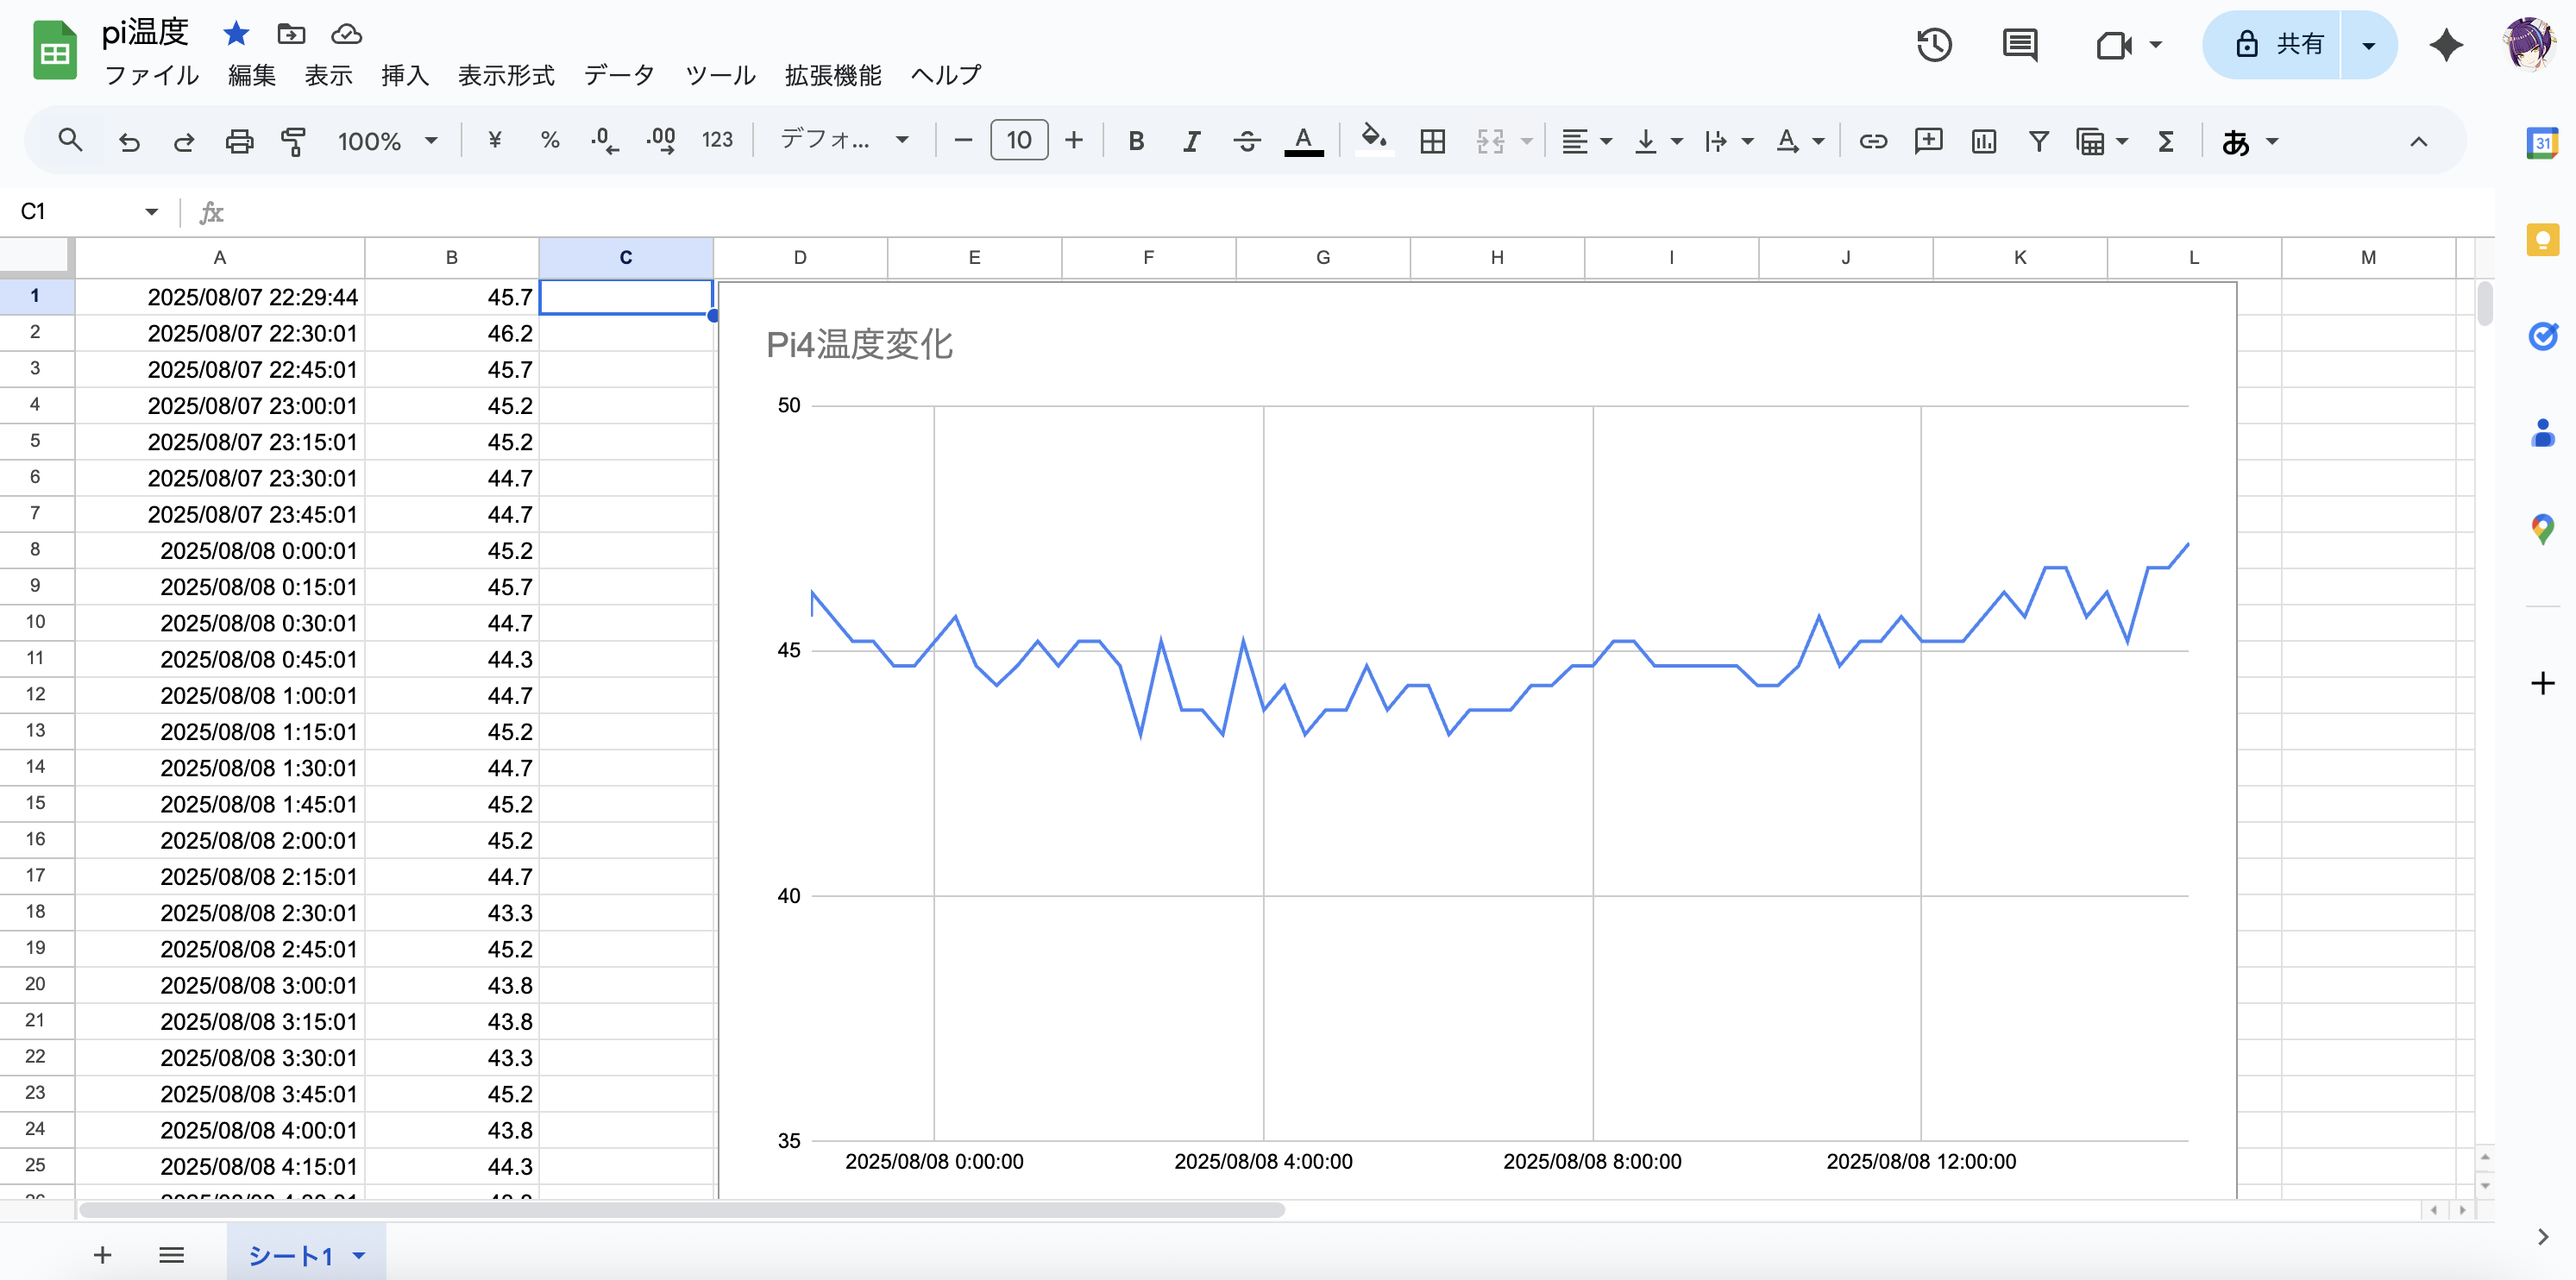 pi温度
ファイル 編集 表示 挿入 表示形式 データ ツール 拡張機能 ヘルプ
共有
100% ¥ % .0 .00 123 デフォ... 10 B I A あ
31
C1 fx
A B C D E F G H I J K L M
1 2025/08/07 22:29:44 45.7
2 2025/08/07 22:30:01 46.2
3 2025/08/07 22:45:01 45.7
4 2025/08/07 23:00:01 45.2
5 2025/08/07 23:15:01 45.2
6 2025/08/07 23:30:01 44.7
7 2025/08/07 23:45:01 44.7
8 2025/08/08 0:00:01 45.2
9 2025/08/08 0:15:01 45.7
10 2025/08/08 0:30:01 44.7
11 2025/08/08 0:45:01 44.3
12 2025/08/08 1:00:01 44.7
13 2025/08/08 1:15:01 45.2
14 2025/08/08 1:30:01 44.7
15 2025/08/08 1:45:01 45.2
16 2025/08/08 2:00:01 45.2
17 2025/08/08 2:15:01 44.7
18 2025/08/08 2:30:01 43.3
19 2025/08/08 2:45:01 45.2
20 2025/08/08 3:00:01 43.8
21 2025/08/08 3:15:01 43.8
22 2025/08/08 3:30:01 43.3
23 2025/08/08 3:45:01 45.2
24 2025/08/08 4:00:01 43.8
25 2025/08/08 4:15:01 44.3
Pi4温度変化
50
45
40
35
2025/08/08 0:00:00 2025/08/08 4:00:00 2025/08/08 8:00:00 2025/08/08 12:00:00
シート1